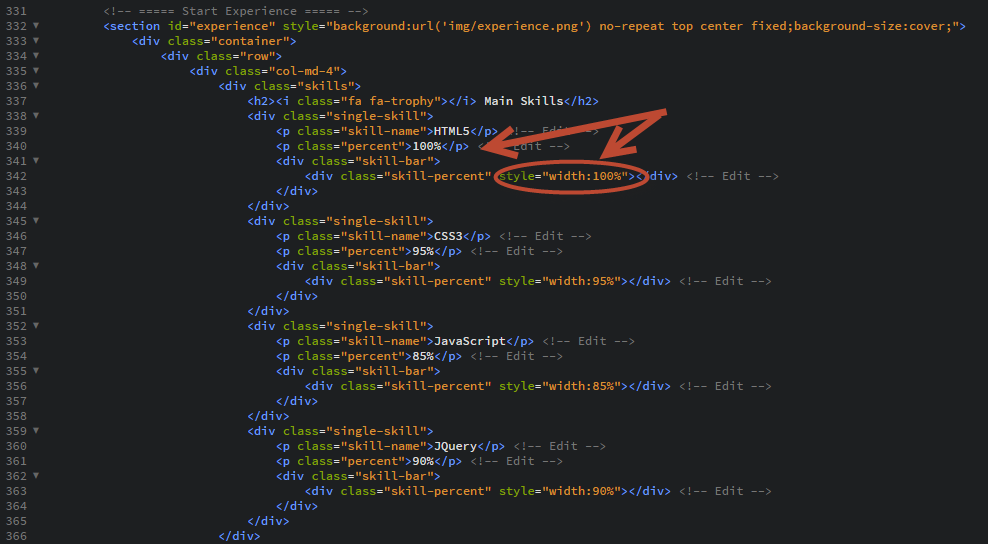 331 <!-- ===== Start Experience ===== -->
332 <section id="experience" style="background:url('img/experience.png') no-repeat top center fixed;background-size:cover;">
333 <div class="container">
334 <div class="row">
335 <div class="col-md-4">
336 <div class="skills">
337 <h2><i class="fa fa-trophy"></i> Main Skills</h2>
338 <div class="single-skill">
339 <p class="skill-name">HTML5</p> <!-- Edit -->
340 <p class="percent">100%</p> <!-- Edit -->
341 <div class="skill-bar">
342 <div class="skill-percent" style="width:100%"></div> <!-- Edit -->
343 </div>
344 </div>
345 <div class="single-skill">
346 <p class="skill-name">CSS3</p> <!-- Edit -->
347 <p class="percent">95%</p> <!-- Edit -->
348 <div class="skill-bar">
349 <div class="skill-percent" style="width:95%"></div> <!-- Edit -->
350 </div>
351 </div>
352 <div class="single-skill">
353 <p class="skill-name">JavaScript</p> <!-- Edit -->
354 <p class="percent">85%</p> <!-- Edit -->
355 <div class="skill-bar">
356 <div class="skill-percent" style="width:85%"></div> <!-- Edit -->
357 </div>
358 </div>
359 <div class="single-skill">
360 <p class="skill-name">JQuery</p> <!-- Edit -->
361 <p class="percent">90%</p> <!-- Edit -->
362 <div class="skill-bar">
363 <div class="skill-percent" style="width:90%"></div> <!-- Edit -->
364 </div>
365 </div>
366 </div>